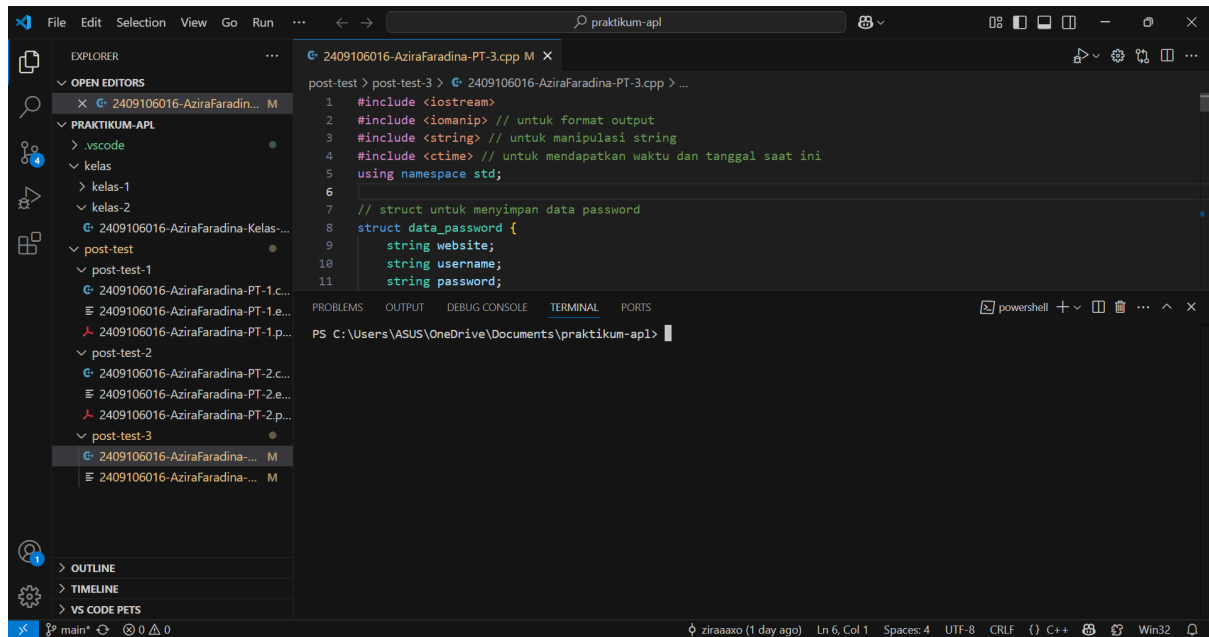 File Edit Selection View Go Run ··· praktikum-apl
EXPLORER ···
OPEN EDITORS
2409106016-AziraFaradin... M
PRAKTIKUM-APL
.vscode
kelas
kelas-1
kelas-2
2409106016-AziraFaradina-Kelas-...
post-test
post-test-1
2409106016-AziraFaradina-PT-1.c...
2409106016-AziraFaradina-PT-1.e...
2409106016-AziraFaradina-PT-1.p...
post-test-2
2409106016-AziraFaradina-PT-2.c...
2409106016-AziraFaradina-PT-2.e...
2409106016-AziraFaradina-PT-2.p...
post-test-3
2409106016-AziraFaradina-... M
2409106016-AziraFaradina-... M
OUTLINE
TIMELINE
VS CODE PETS
4
1
2409106016-AziraFaradina-PT-3.cpp M
post-test > post-test-3 > 2409106016-AziraFaradina-PT-3.cpp > ...
1 #include <iostream>
2 #include <iomanip> // untuk format output
3 #include <string> // untuk manipulasi string
4 #include <ctime> // untuk mendapatkan waktu dan tanggal saat ini
5 using namespace std;
6
7 // struct untuk menyimpan data password
8 struct data_password {
9 string website;
10 string username;
11 string password;
PROBLEMS OUTPUT DEBUG CONSOLE TERMINAL PORTS powershell
PS C:\Users\ASUS\OneDrive\Documents\praktikum-apl>
main* 0 0 ziraaaxo (1 day ago) Ln 6, Col 1 Spaces: 4 UTF-8 CRLF {} C++ Win32